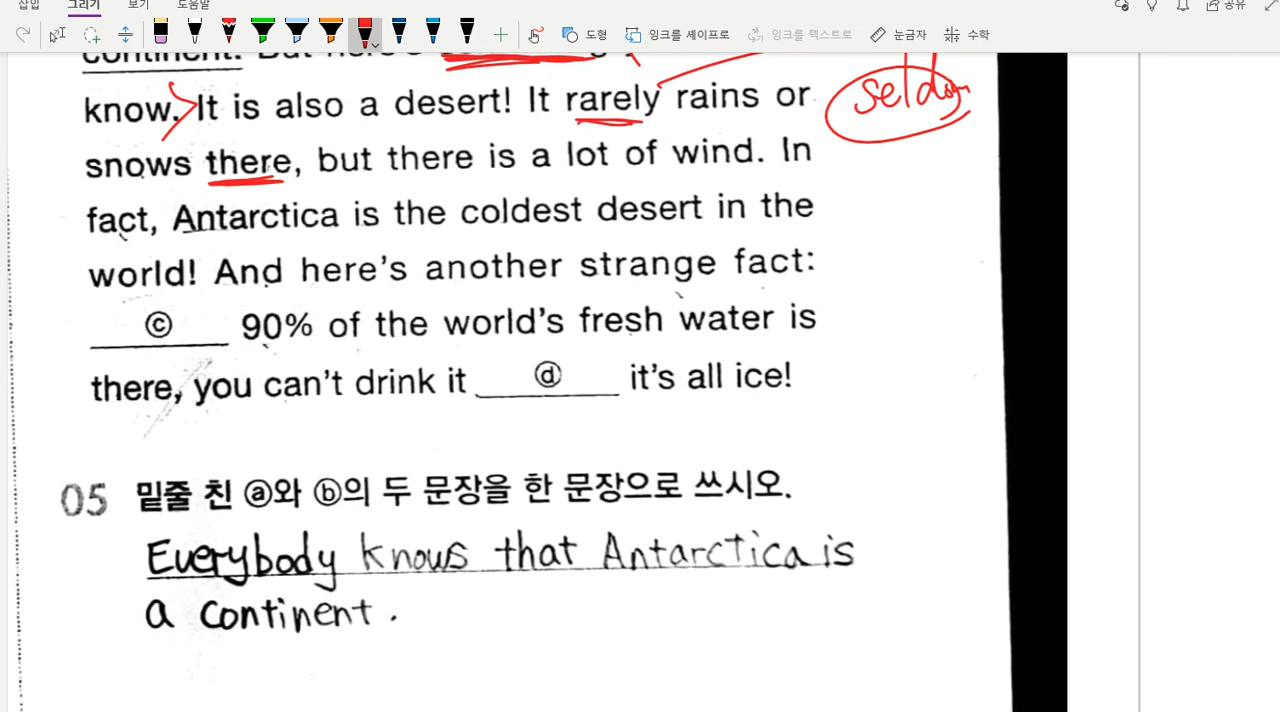 삽입 그리기 보기 도움말 공유
도형 잉크를 셰이프로 잉크를 텍스트로 눈금자 수학
continent. But here's
know. It is also a desert! It rarely rains or seldom
snows there, but there is a lot of wind. In
fact, Antarctica is the coldest desert in the
world! And here's another strange fact:
ⓒ 90% of the world's fresh water is
there, you can't drink it ⓓ it's all ice!
05 밑줄 친 ⓐ와 ⓑ의 두 문장을 한 문장으로 쓰시오.
Everybody knows that Antarctica is
a continent.